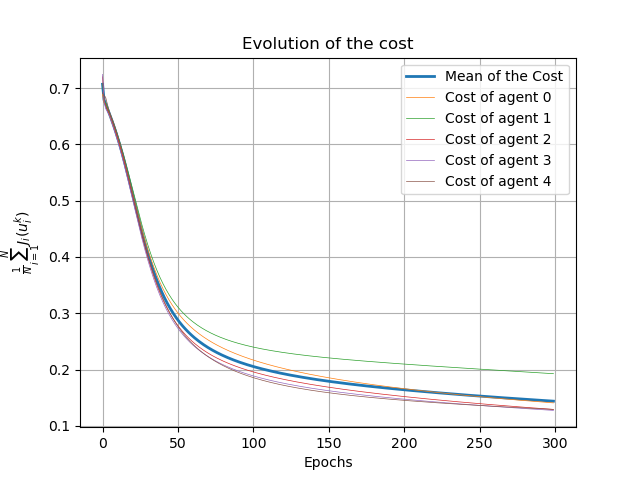 Evolution of the cost
0.7
0.6
0.5
0.4
0.3
0.2
0.1
1/N ∑_{i=1}^{N} J_i(u_i^k)
Mean of the Cost
Cost of agent 0
Cost of agent 1
Cost of agent 2
Cost of agent 3
Cost of agent 4
0 50 100 150 200 250 300
Epochs